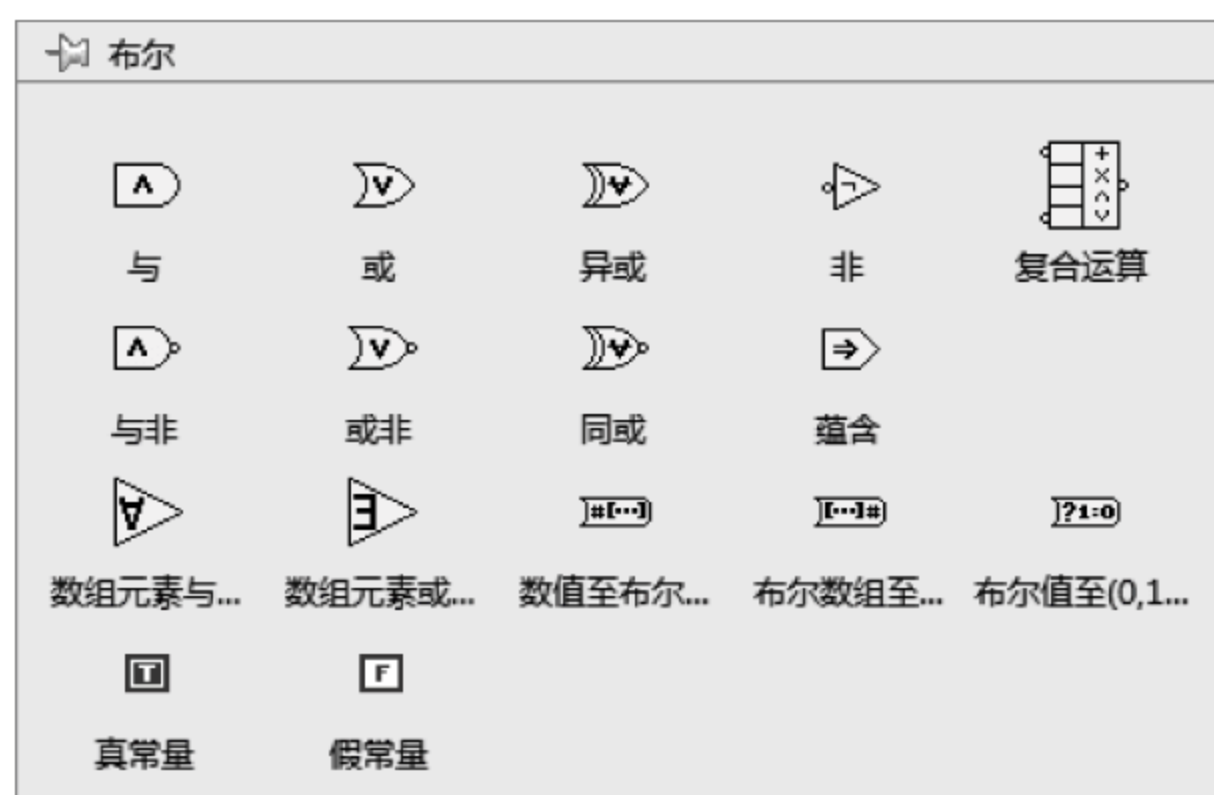 布尔
与 或 异或 非 复合运算
与非 或非 同或 蕴含
数组元素与... 数组元素或... 数值至布尔... 布尔数组至... 布尔值至(0,1...
T F
真常量 假常量